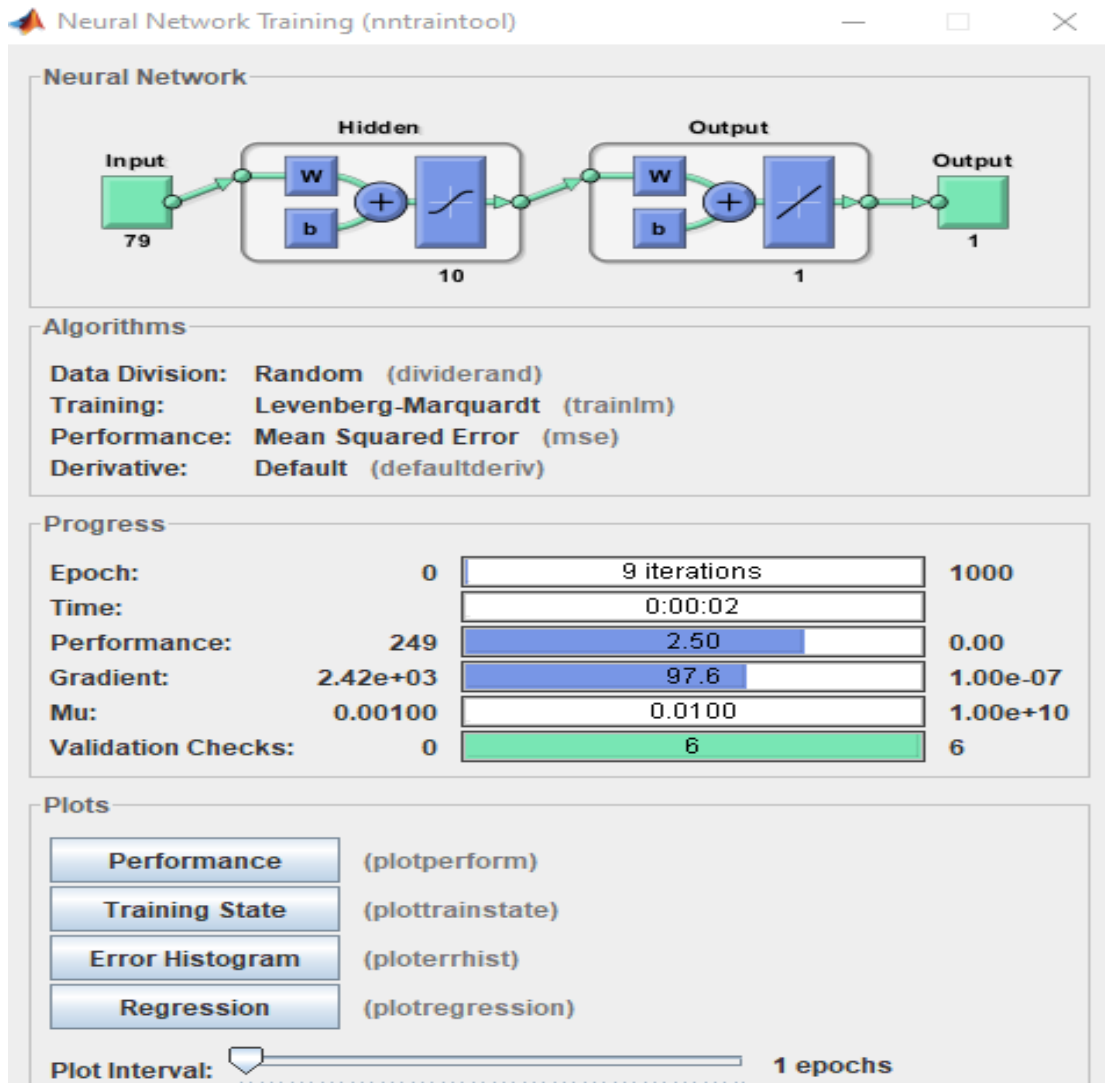 Neural Network Training (nntraintool)
Neural Network
Hidden Output
Input Output
W W
b b
79 1
10 1
Algorithms
Data Division: Random (dividerand)
Training: Levenberg-Marquardt (trainlm)
Performance: Mean Squared Error (mse)
Derivative: Default (defaultderiv)
Progress
Epoch: 0 9 iterations 1000
Time: 0:00:02
Performance: 249 2.50 0.00
Gradient: 2.42e+03 97.6 1.00e-07
Mu: 0.00100 0.0100 1.00e+10
Validation Checks: 0 6 6
Plots
Performance (plotperform)
Training State (plottrainstate)
Error Histogram (ploterrhist)
Regression (plotregression)
Plot Interval: 1 epochs